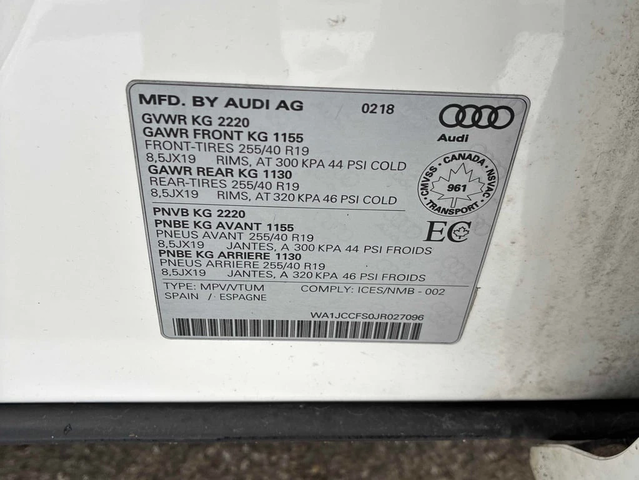 MFD. BY AUDI AG 0218
GVWR KG 2220
GAWR FRONT KG 1155
FRONT-TIRES 255/40 R19
8,5JX19 RIMS, AT 300 KPA 44 PSI COLD
GAWR REAR KG 1130
REAR-TIRES 255/40 R19
8,5JX19 RIMS, AT 320 KPA 46 PSI COLD
PNVB KG 2220
PNBE KG AVANT 1155
PNEUS AVANT 255/40 R19
8,5JX19 JANTES, A 300 KPA 44 PSI FROIDS
PNBE KG ARRIERE 1130
PNEUS ARRIERE 255/40 R19
8,5JX19 JANTES, A 320 KPA 46 PSI FROIDS
TYPE: MPV/VTUM COMPLY: ICES/NMB - 002
SPAIN / ESPAGNE
WA1JCCFS0JR027096
Audi
CMVSS - CANADA - NSVAC
961
TRANSPORT
EC